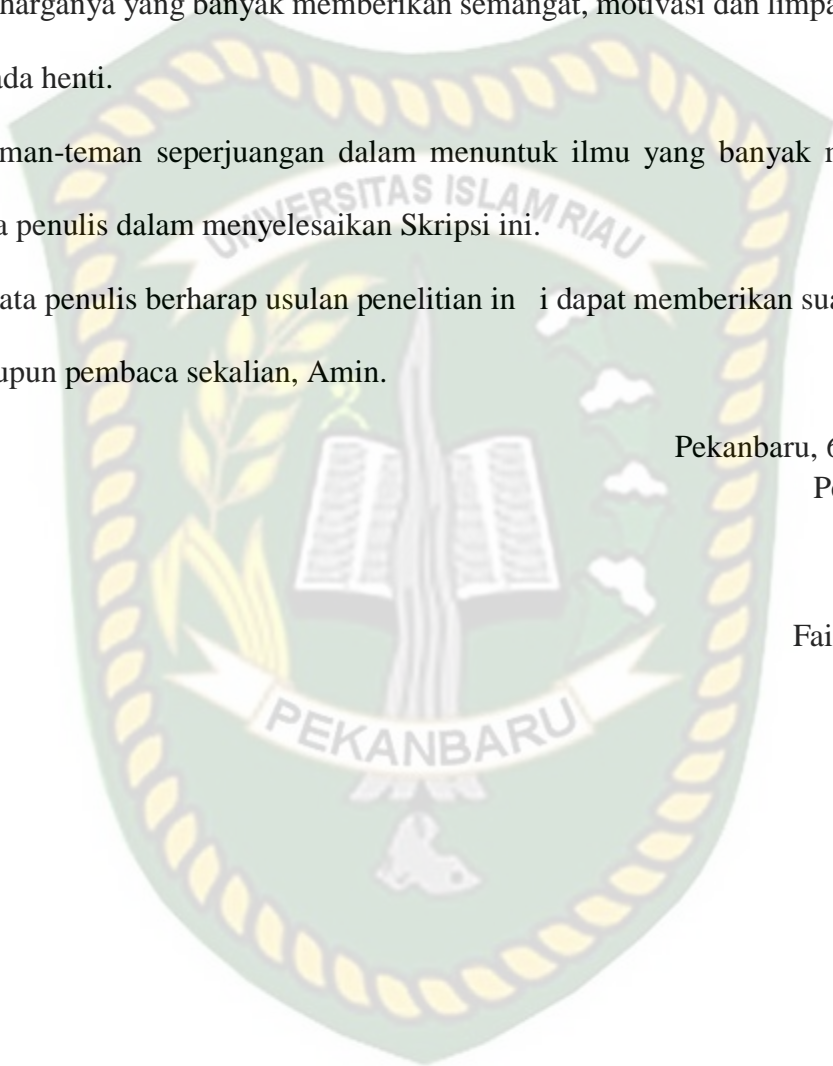 harganya yang banyak memberikan semangat, motivasi dan limpa
ada henti.
man-teman seperjuangan dalam menuntuk ilmu yang banyak
penulis dalam menyelesaikan Skripsi ini.
UNIVERSITAS ISLAM RIAU
ata penulis berharap usulan penelitian in i dapat memberikan sua
upun pembaca sekalian, Amin.
Pekanbaru, 6
Pe
Fai
PEKANBARU